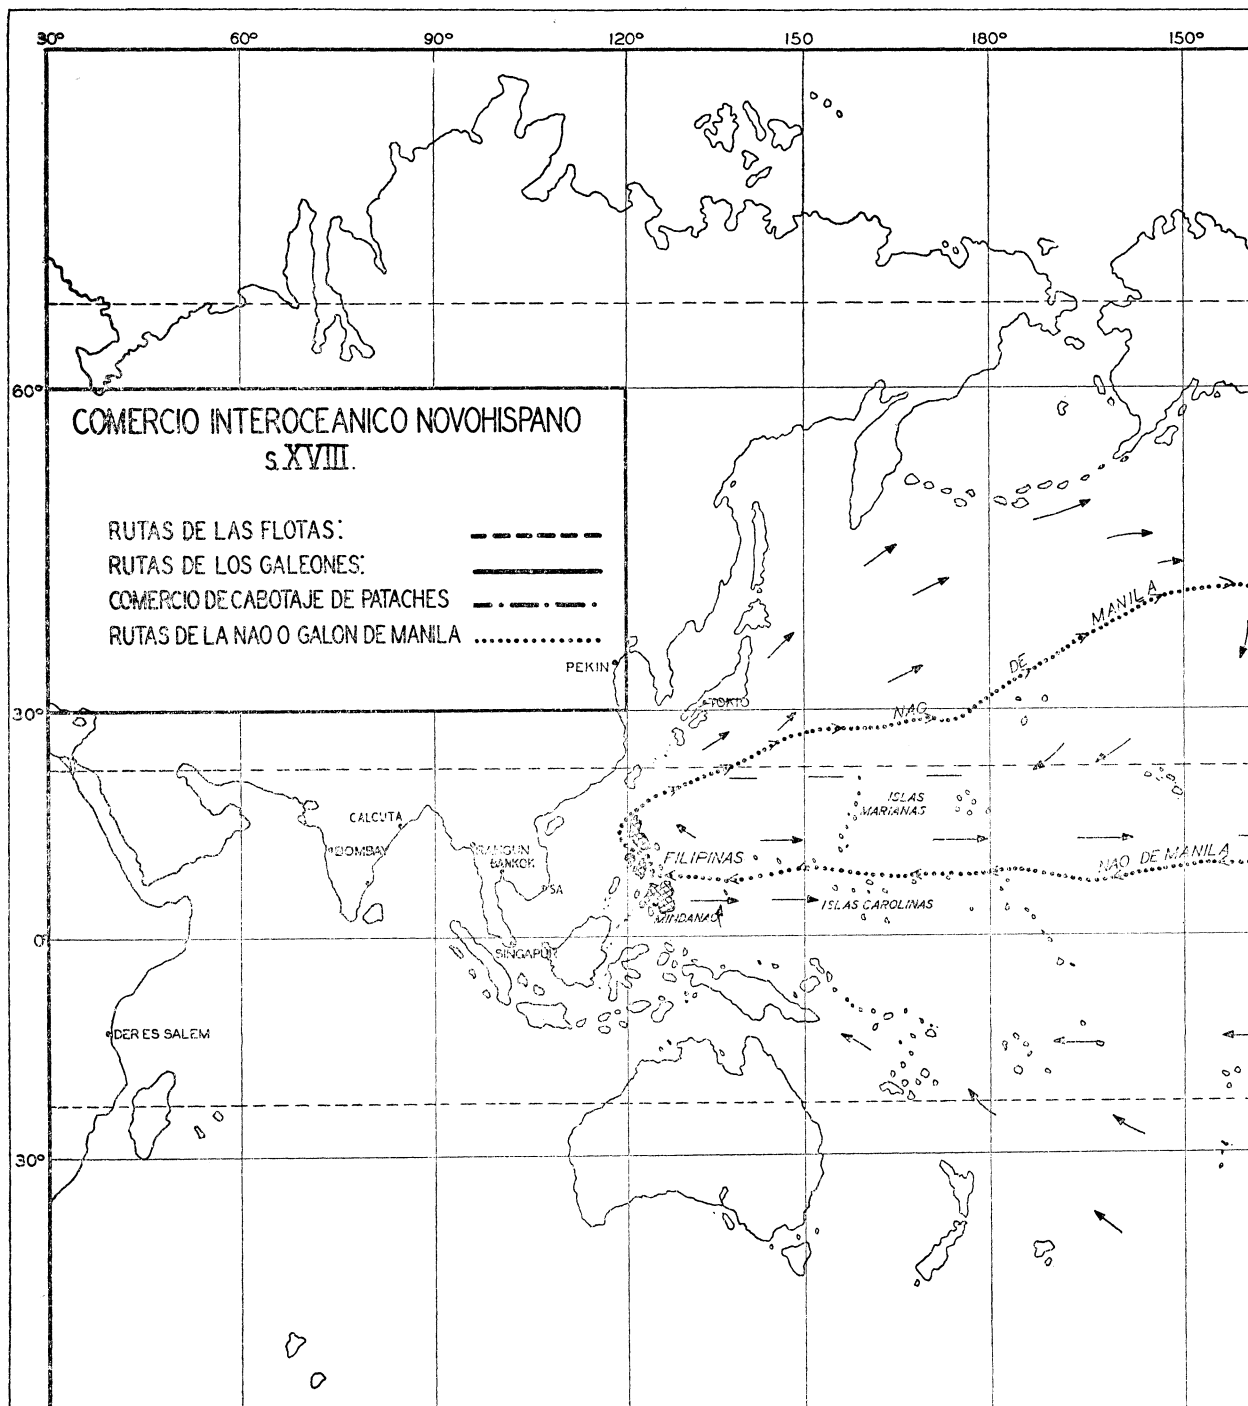 30° 60° 90° 120° 150 180° 150°
60°
COMERCIO INTEROCEANICO NOVOHISPANO
s.XVIII.
RUTAS DE LAS FLOTAS:
RUTAS DE LOS GALEONES:
COMERCIO DE CABOTAJE DE PATACHES
RUTAS DE LA NAO O GALON DE MANILA
PEKIN
NAO DE MANILA
30°
TOKIO
ISLAS
MARIANAS
CALCUTA
BOMBAY
RANGUN
BANKOK
SA
FILIPINAS
NAO DE MANILA
MINDANAO
ISLAS CAROLINAS
0°
SINGAPUR
DER ES SALEM
30°